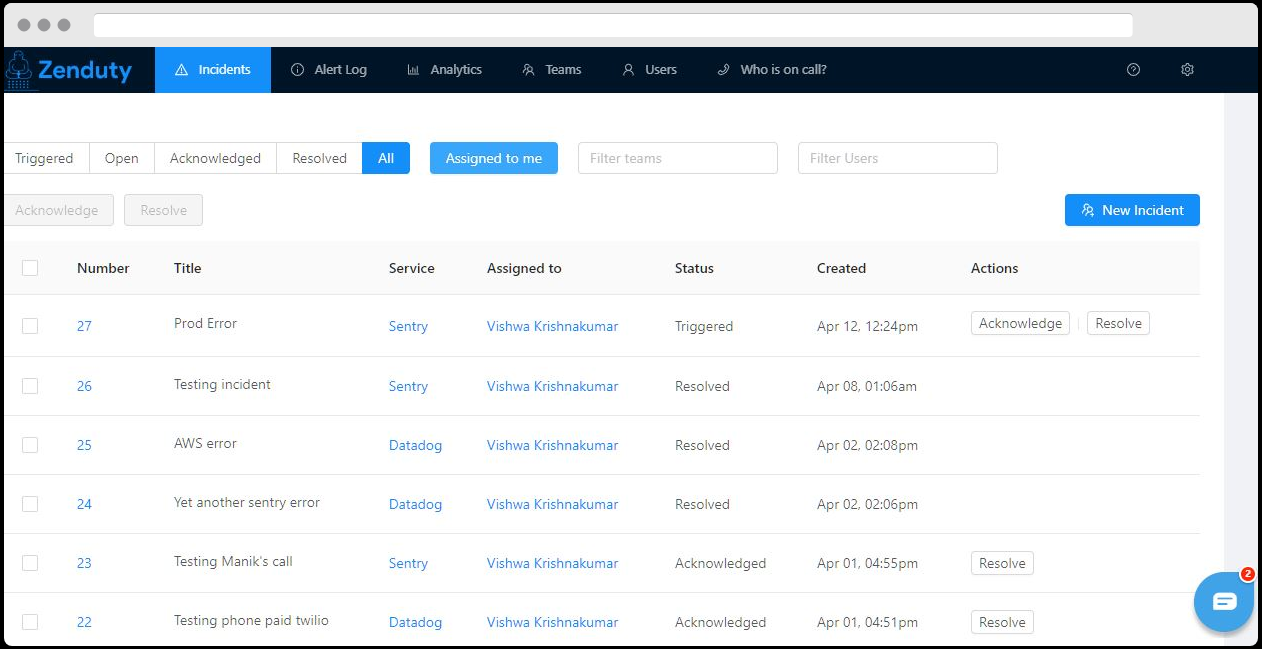 Zenduty Incidents Alert Log Analytics Teams Users Who is on call?
Triggered Open Acknowledged Resolved All Assigned to me Filter teams Filter Users
Acknowledge Resolve New Incident
Number Title Service Assigned to Status Created Actions
27 Prod Error Sentry Vishwa Krishnakumar Triggered Apr 12, 12:24pm Acknowledge Resolve
26 Testing incident Sentry Vishwa Krishnakumar Resolved Apr 08, 01:06am
25 AWS error Datadog Vishwa Krishnakumar Resolved Apr 02, 02:08pm
24 Yet another sentry error Datadog Vishwa Krishnakumar Resolved Apr 02, 02:06pm
23 Testing Manik's call Sentry Vishwa Krishnakumar Acknowledged Apr 01, 04:55pm Resolve
2
22 Testing phone paid twilio Datadog Vishwa Krishnakumar Acknowledged Apr 01, 04:51pm Resolve